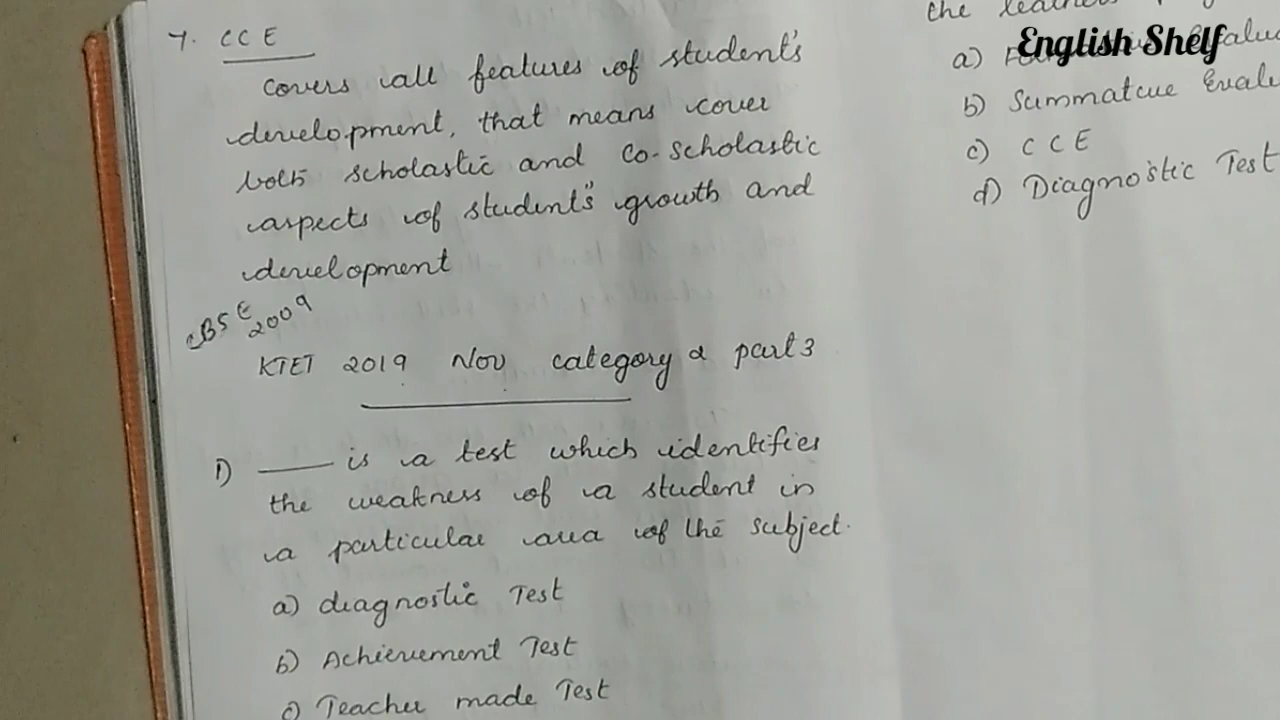 7. CCE
covers all features of student's
development, that means cover
both scholastic and co-scholastic
aspects of student's growth and
development
CBSE 2009
KTET 2019 Nov category 2 part 3
1) ____ is a test which identifies
the weakness of a student in
a particular area of the subject.
a) diagnostic Test
b) Achievement Test
c) Teacher made Test
the
a)
b) Summative
c) CCE
d) Diagnostic Test
English Shelf